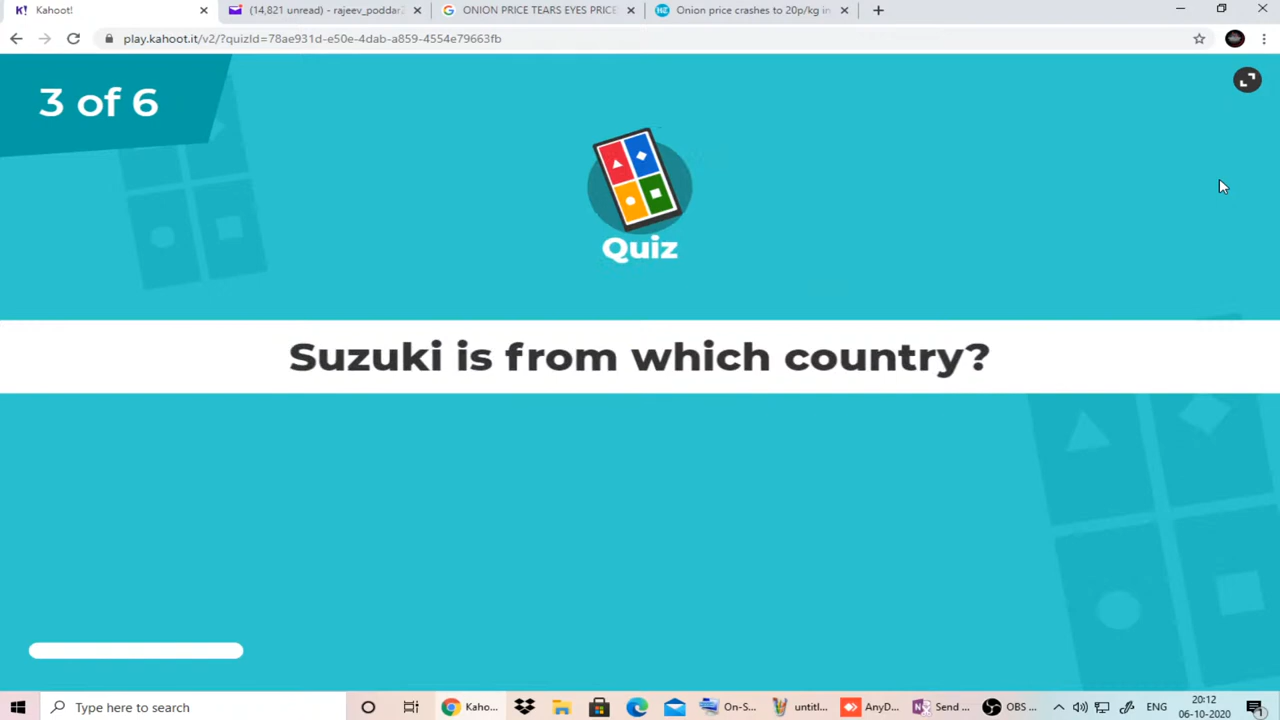 Kahoot!
(14,821 unread) - rajeev_poddar
ONION PRICE TEARS EYES PRICE
HZ
Onion price crashes to 20p/kg in
play.kahoot.it/v2/?quizId=78ae931d-e50e-4dab-a859-4554e79663fb
3 of 6
Quiz
Suzuki is from which country?
Type here to search
Kaho...
On-S...
untitl...
AnyD...
Send ...
OBS ...
ENG
20:12
06-10-2020